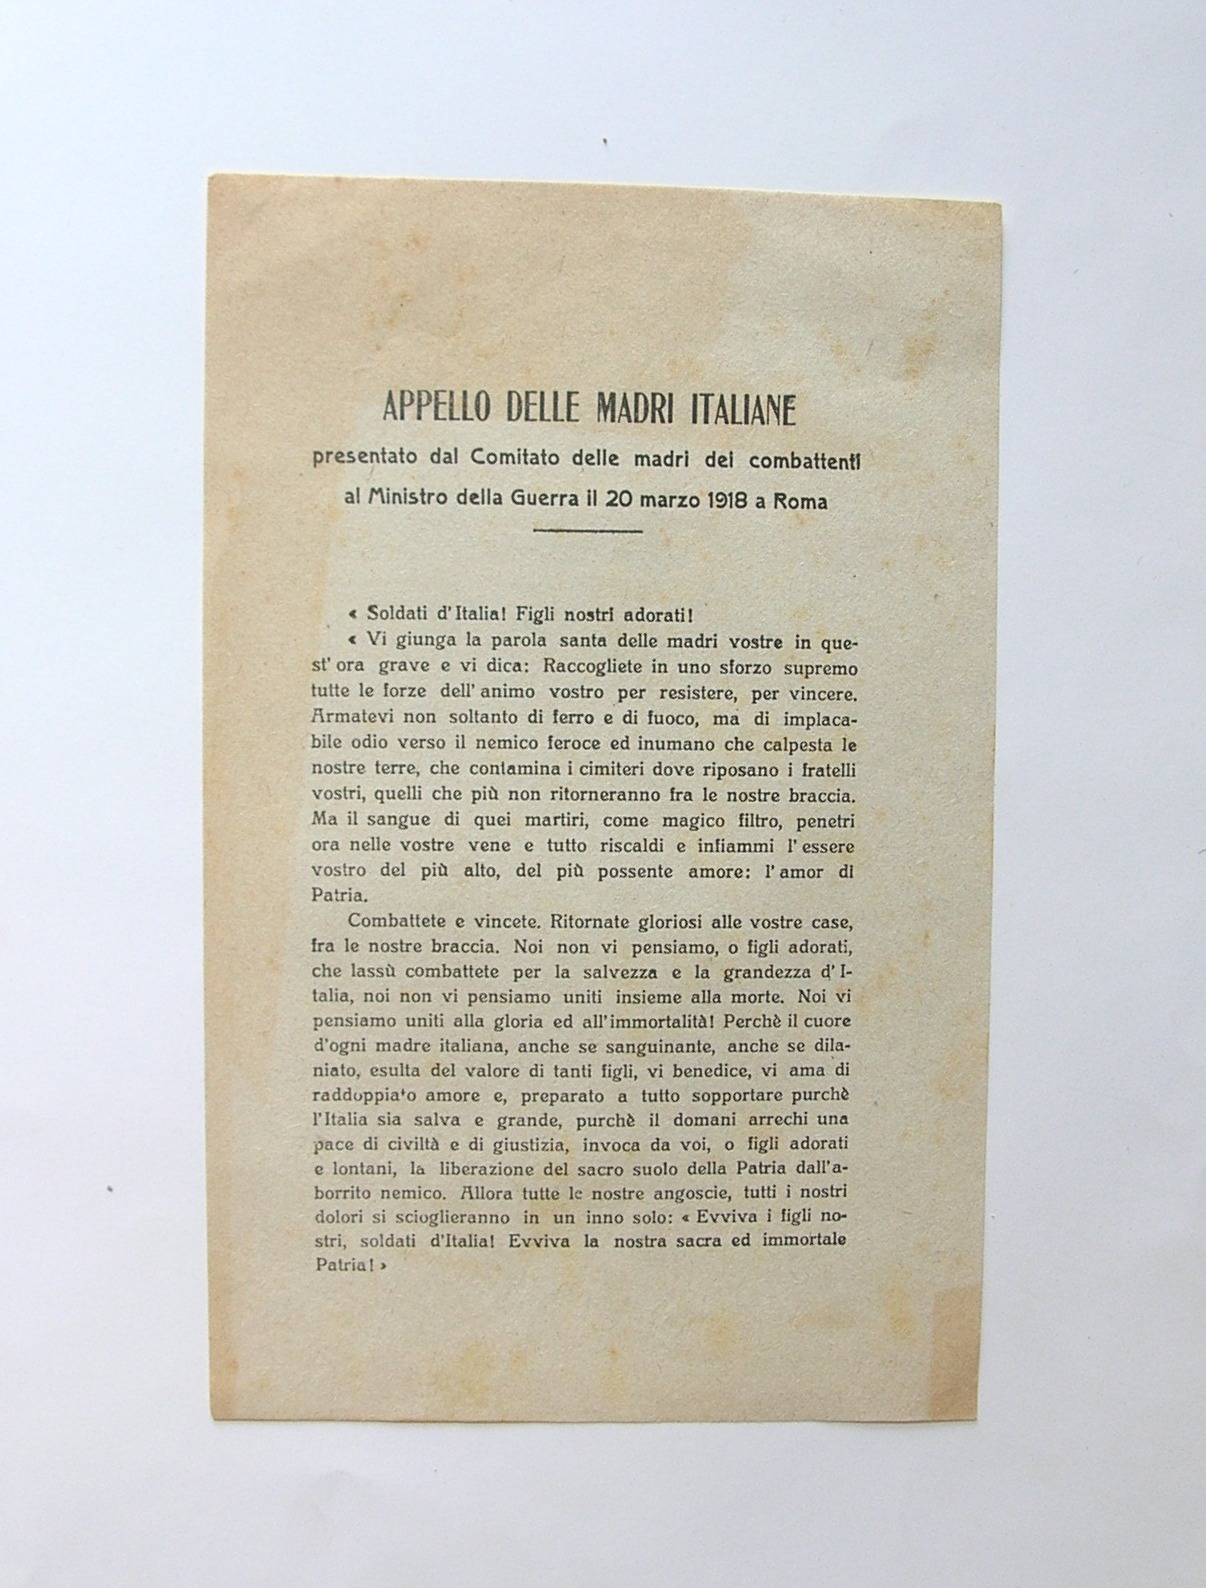 APPELLO DELLE MADRI ITALIANE
presentato dal Comitato delle madri dei combattenti
al Ministro della Guerra il 20 marzo 1918 a Roma
« Soldati d'Italia! Figli nostri adorati!
« Vi giunga la parola santa delle madri vostre in que-
st' ora grave e vi dica: Raccogliete in uno sforzo supremo
tutte le forze dell' animo vostro per resistere, per vincere.
Armatevi non soltanto di ferro e di fuoco, ma di implaca-
bile odio verso il nemico feroce ed inumano che calpesta le
nostre terre, che contamina i cimiteri dove riposano i fratelli
vostri, quelli che più non ritorneranno fra le nostre braccia.
Ma il sangue di quei martiri, come magico filtro, penetri
ora nelle vostre vene e tutto riscaldi e infiammi l' essere
vostro del più alto, del più possente amore: l' amor di
Patria.
Combattete e vincete. Ritornate gloriosi alle vostre case,
fra le nostre braccia. Noi non vi pensiamo, o figli adorati,
che lassù combattete per la salvezza e la grandezza d' I-
talia, noi non vi pensiamo uniti insieme alla morte. Noi vi
pensiamo uniti alla gloria ed all'immortalità! Perchè il cuore
d'ogni madre italiana, anche se sanguinante, anche se dila-
niato, esulta del valore di tanti figli, vi benedice, vi ama di
raddoppiato amore e, preparato a tutto sopportare purchè
l'Italia sia salva e grande, purchè il domani arrechi una
pace di civiltà e di giustizia, invoca da voi, o figli adorati
e lontani, la liberazione del sacro suolo della Patria dall'a-
borrito nemico. Allora tutte le nostre angoscie, tutti i nostri
dolori si scioglieranno in un inno solo: « Evviva i figli no-
stri, soldati d'Italia! Evviva la nostra sacra ed immortale
Patria! »